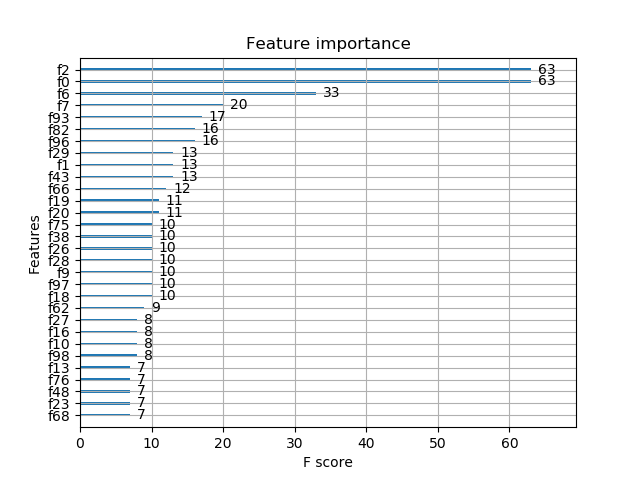 Feature importance
f2 63
f0 63
f6 33
f7 20
f93 17
f82 16
f96 16
f29 13
f1 13
f43 13
f66 12
f19 11
f20 11
f75 10
f38 10
f26 10
f28 10
f9 10
f97 10
f18 10
f62 9
f27 8
f16 8
f10 8
f98 8
f13 7
f76 7
f48 7
f23 7
f68 7
Features
0 10 20 30 40 50 60
F score